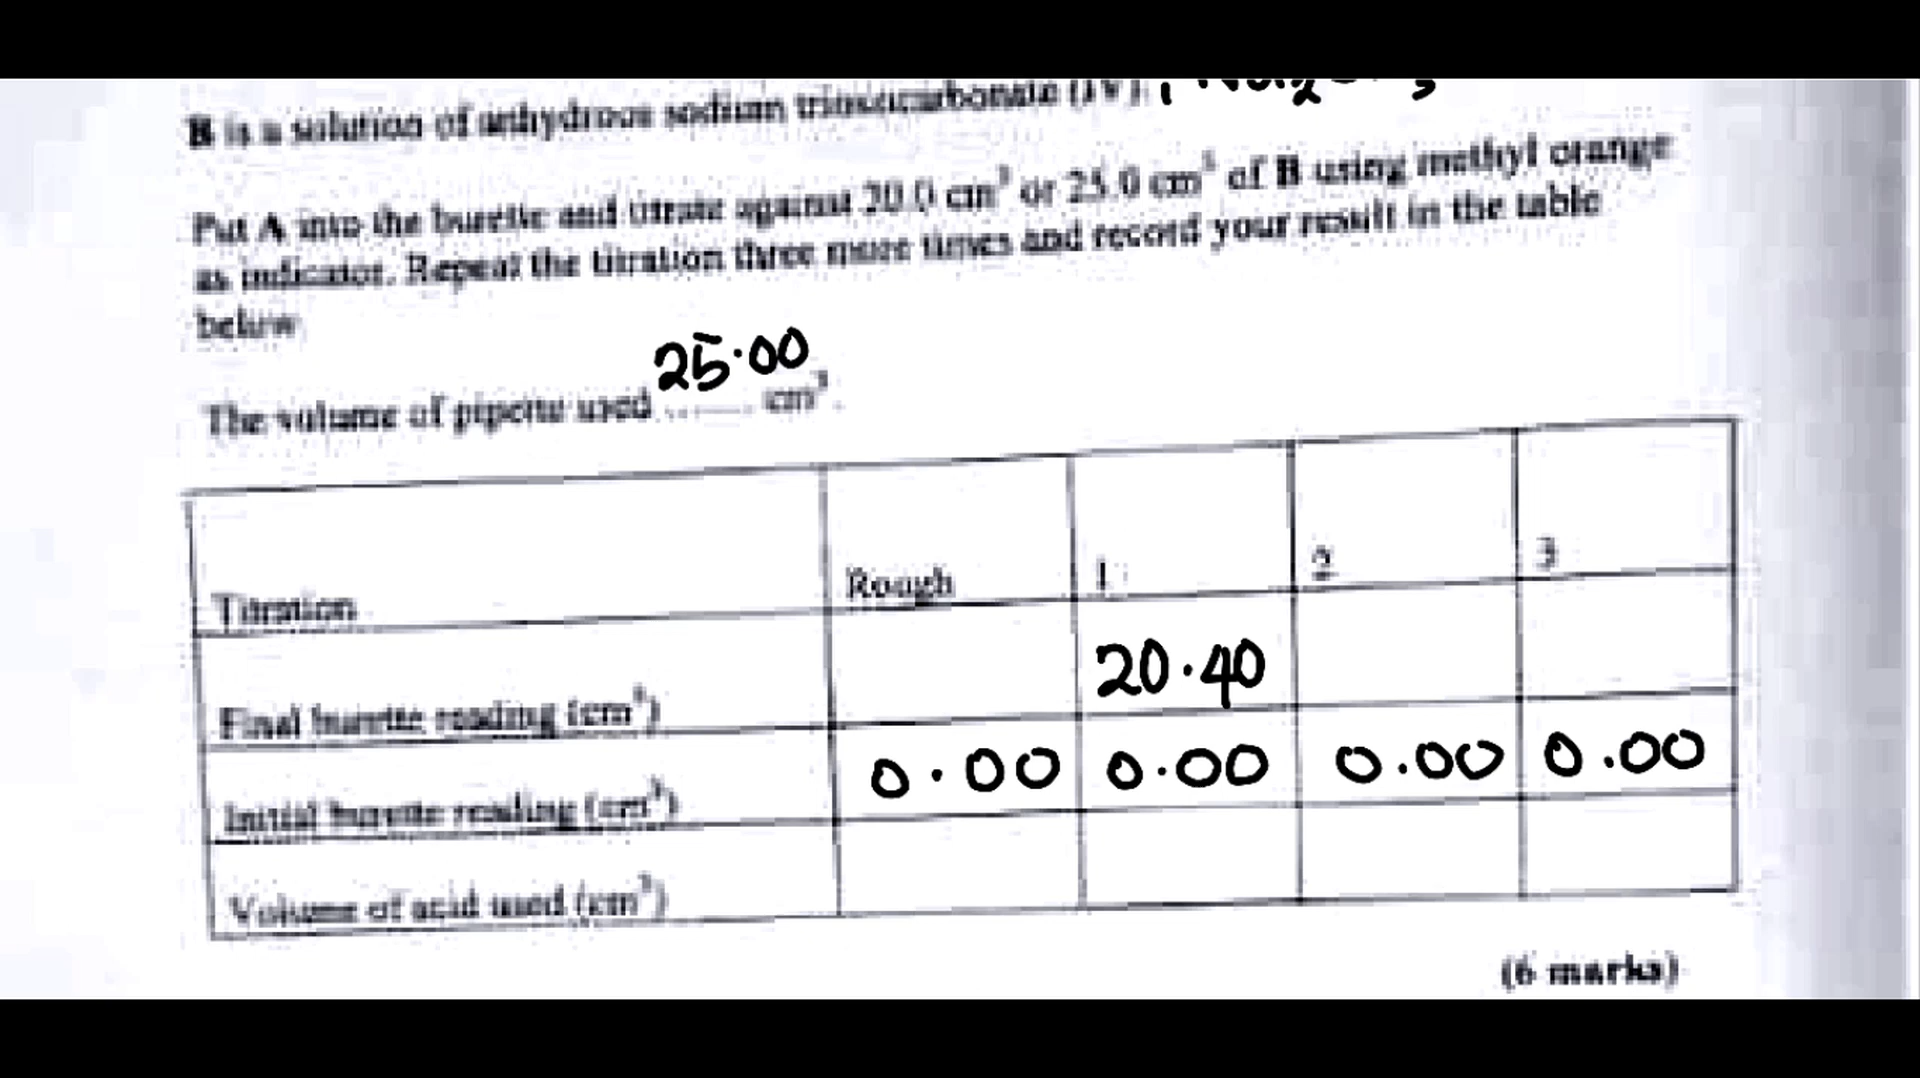 B is a solution of anhydrous sodium trioxocarbonate (IV),
Put A into the burette and titrate against 20.0 cm³ or 25.0 cm³ of B using methyl orange
as indicator. Repeat the titration three more times and record your result in the table
below
The volume of pipette used 25.00 cm³.
Titration Rough 1 2 3
Final burette reading (cm³) 20.40
Initial burette reading (cm³) 0.00 0.00 0.00 0.00
Volume of acid used (cm³)
(6 marks)